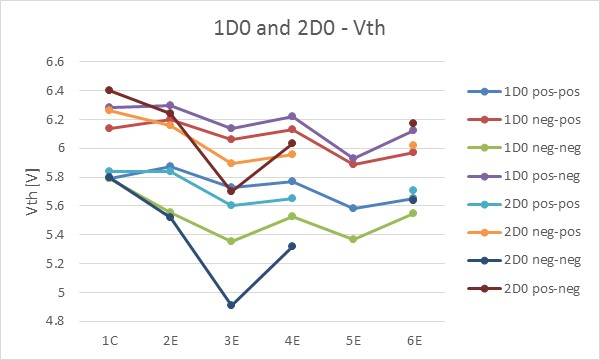 1D0 and 2D0 - Vth
6.6
6.4
6.2
6
5.8
5.6
5.4
5.2
5
4.8
Vth [V]
1C 2E 3E 4E 5E 6E
1D0 pos-pos
1D0 neg-pos
1D0 neg-neg
1D0 pos-neg
2D0 pos-pos
2D0 neg-pos
2D0 neg-neg
2D0 pos-neg